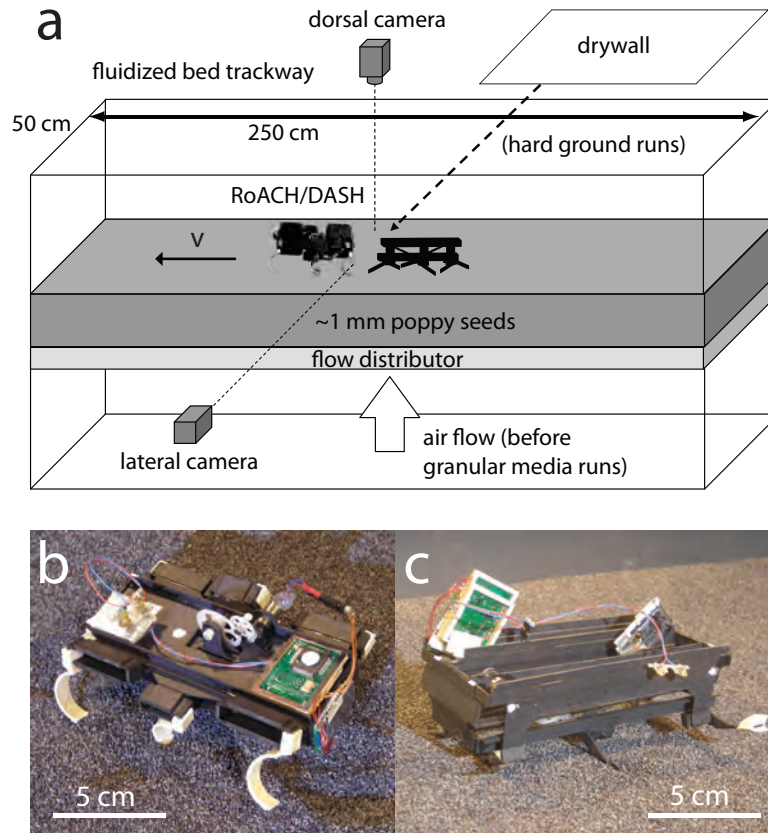 a
dorsal camera
drywall
fluidized bed trackway
50 cm
250 cm
(hard ground runs)
RoACH/DASH
v
~1 mm poppy seeds
flow distributor
lateral camera
air flow (before
granular media runs)
b
5 cm
c
5 cm